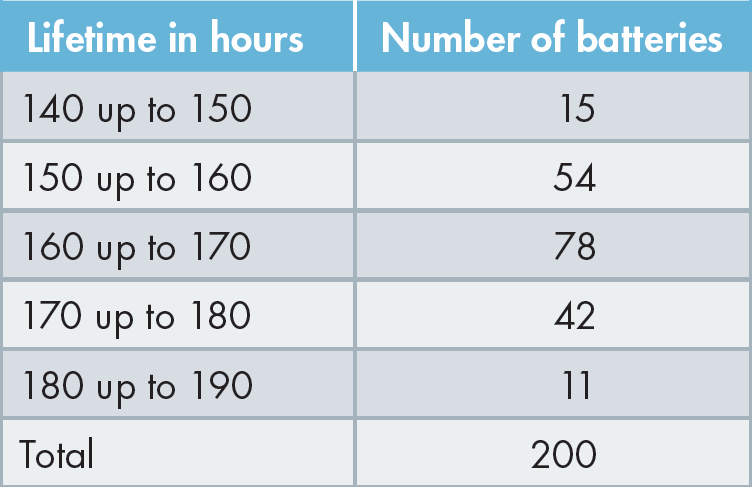 Lifetime in hours Number of batteries
140 up to 150 15
150 up to 160 54
160 up to 170 78
170 up to 180 42
180 up to 190 11
Total 200